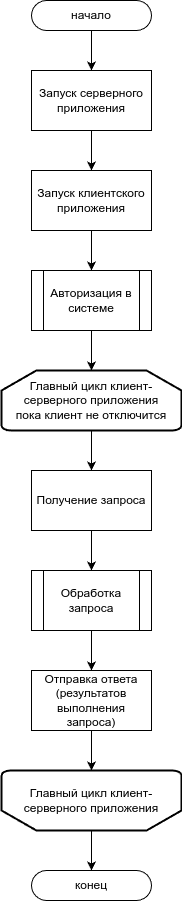 начало
Запуск серверного
приложения
Запуск клиентского
приложения
Авторизация в
системе
Главный цикл клиент-
серверного приложения
пока клиент не отключится
Получение запроса
Обработка
запроса
Отправка ответа
(результатов
выполнения
запроса)
Главный цикл клиент-
серверного приложения
конец